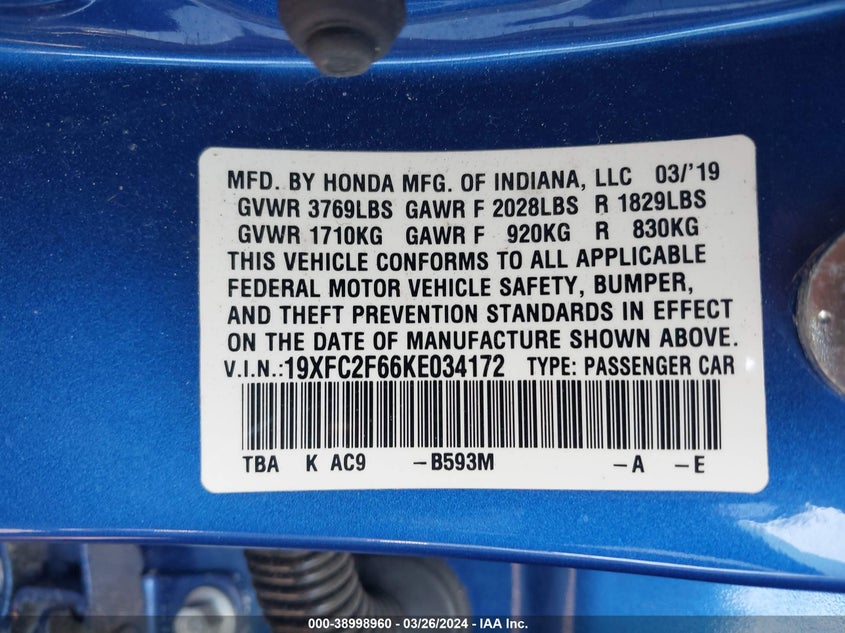 MFD. BY HONDA MFG. OF INDIANA, LLC 03/'19
GVWR 3769LBS GAWR F 2028LBS R 1829LBS
GVWR 1710KG GAWR F 920KG R 830KG
THIS VEHICLE CONFORMS TO ALL APPLICABLE
FEDERAL MOTOR VEHICLE SAFETY, BUMPER,
AND THEFT PREVENTION STANDARDS IN EFFECT
ON THE DATE OF MANUFACTURE SHOWN ABOVE.
V.I.N.:19XFC2F66KE034172 TYPE: PASSENGER CAR
TBA K AC9 -B593M -A -E
000-38998960 - 03/26/2024 - IAA Inc.